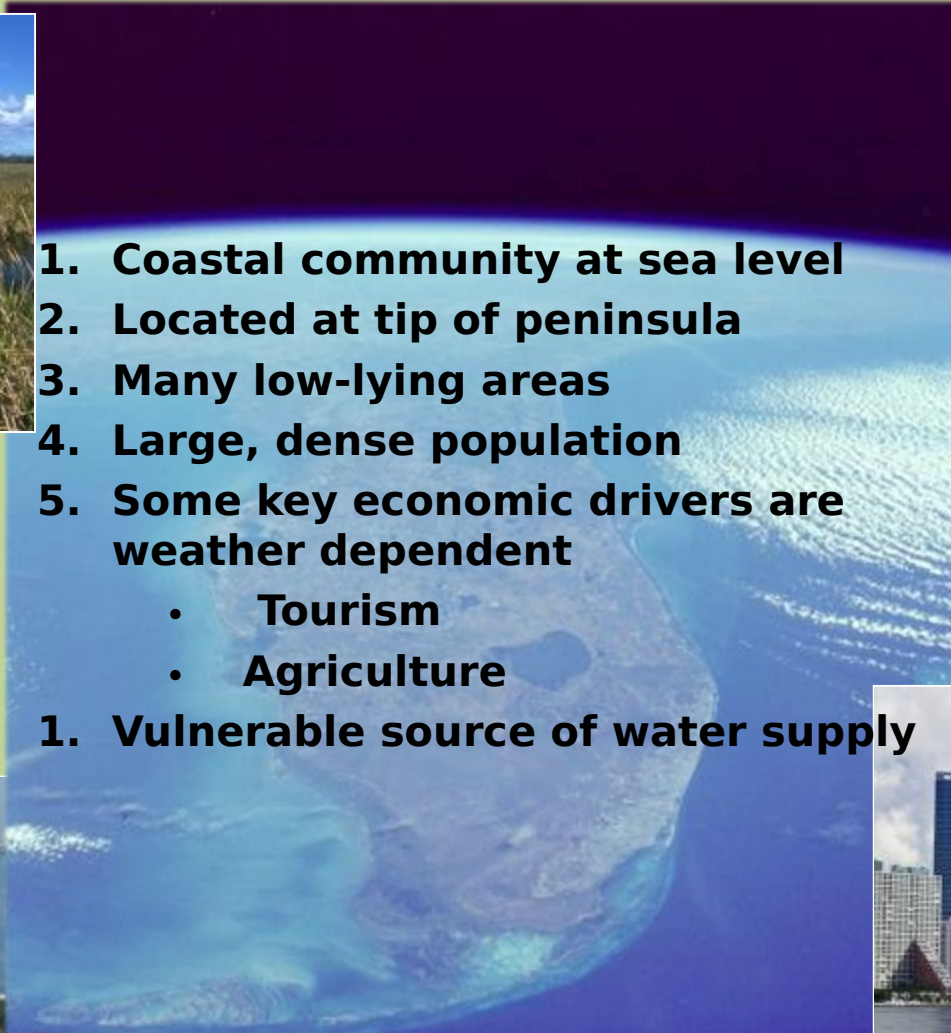 1. Coastal community at sea level
2. Located at tip of peninsula
3. Many low-lying areas
4. Large, dense population
5. Some key economic drivers are
weather dependent
• Tourism
• Agriculture
1. Vulnerable source of water supply